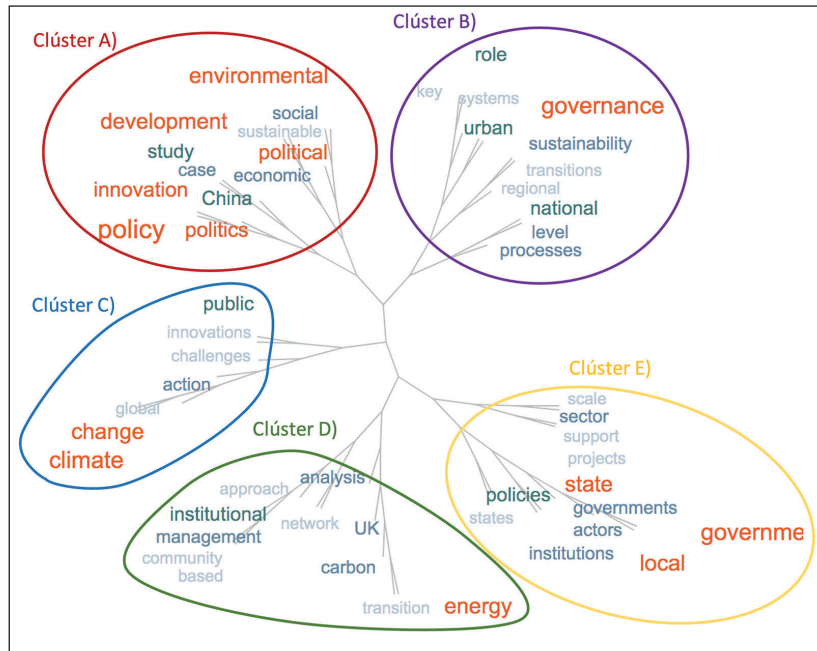 Clúster A)
environmental
social
development
sustainable
study
political
case
economic
innovation
China
policy
politics
Clúster B)
role
key
systems
governance
urban
sustainability
transitions
regional
national
level
processes
Clúster C)
public
innovations
challenges
action
global
change
climate
Clúster D)
analysis
approach
institutional
network
management
UK
community
carbon
based
transition
energy
Clúster E)
scale
sector
support
projects
state
policies
governments
states
actors
governme
institutions
local